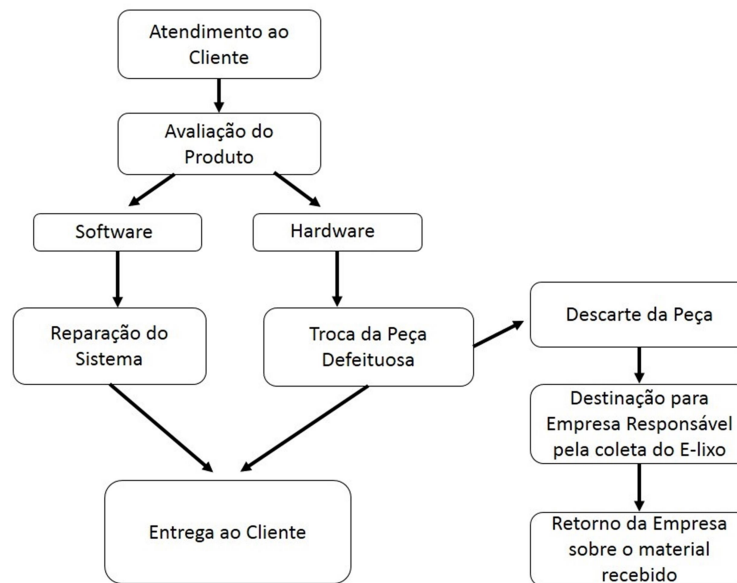 Atendimento ao
Cliente
Avaliação do
Produto
Software
Hardware
Reparação do
Sistema
Troca da Peça
Defeituosa
Descarte da Peça
Destinação para
Empresa Responsável
pela coleta do E-lixo
Entrega ao Cliente
Retorno da Empresa
sobre o material
recebido